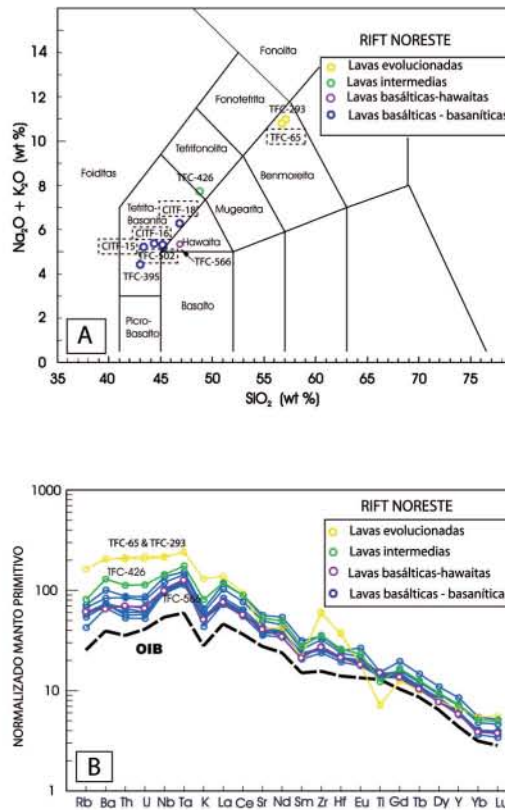 RIFT NORESTE
Lavas evolucionadas
Lavas intermedias
Lavas basálticas-hawaitas
Lavas basálticas - basaníticas
Na₂O + K₂O (wt %)
14
12
10
8
6
4
2
0
Fonolita
Fonotefrita
TFC-293
TFC-65
Tefrifonolita
Foiditas
TFC-426
Benmoreita
CITF-18
Mugearita
Tefrita-
Basanita
CITF-16
Hawaita
CITF-15
TFC-502
TFC-566
TFC-395
Picro-
Basalto
Basalto
A
35 40 45 50 55 60 65 70 75
SIO₂ (wt %)
RIFT NORESTE
Lavas evolucionadas
Lavas intermedias
Lavas basálticas-hawaitas
Lavas basálticas - basanítica
NORMALIZADO MANTO PRIMITIVO
1000
100
10
1
TFC-65 & TFC-293
TFC-426
TFC-566
OIB
B
Rb Ba Th U Nb Ta K La Ce Sr Nd Sm Zr Hf Eu Ti Gd Tb Dy Y Yb Lu